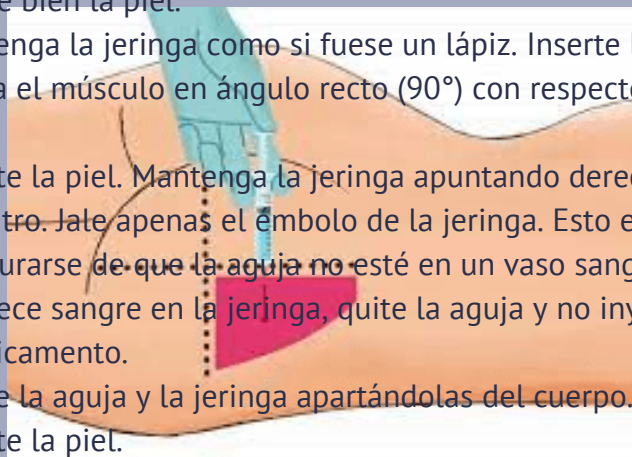 bien la piel.
enga la jeringa como si fuese un lápiz. Inserte
el músculo en ángulo recto (90°) con respecto
te la piel. Mantenga la jeringa apuntando dere
tro. Jale apenas el émbolo de la jeringa. Esto e
urarse de que la aguja no esté en un vaso sang
ece sangre en la jeringa, quite la aguja y no iny
icamento.
e la aguja y la jeringa apartándolas del cuerpo.
te la piel.